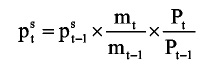 p_t^s = p_{t-1}^s × m_t / m_{t-1} × P_t / P_{t-1}